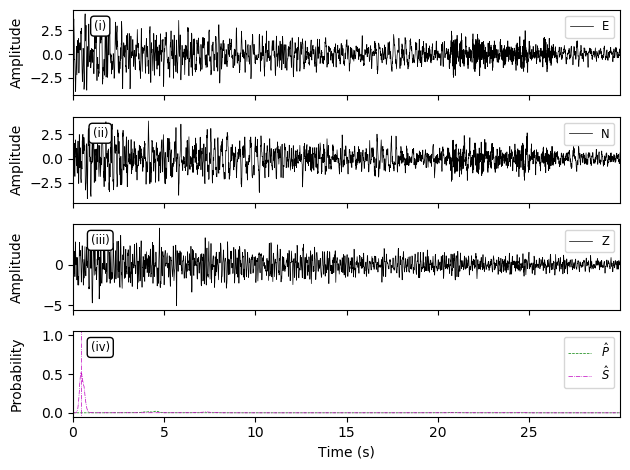 (i)
E
Amplitude
2.5
0.0
−2.5
(ii)
N
Amplitude
2.5
0.0
−2.5
(iii)
Z
Amplitude
0
−5
(iv)
P̂
Ŝ
Probability
1.0
0.5
0.0
0 5 10 15 20 25
Time (s)